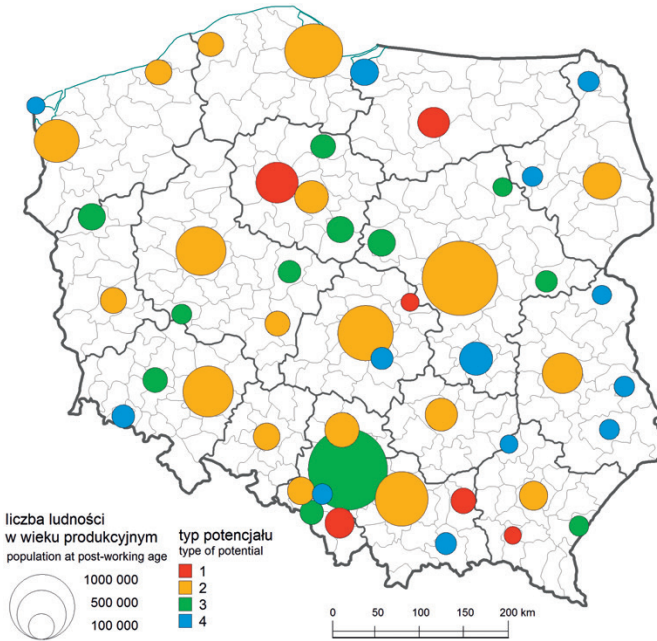 liczba ludności
w wieku produkcyjnym
population at post-working age
1000 000
500 000
100 000
typ potencjału
type of potential
1
2
3
4
0 50 100 150 200 km